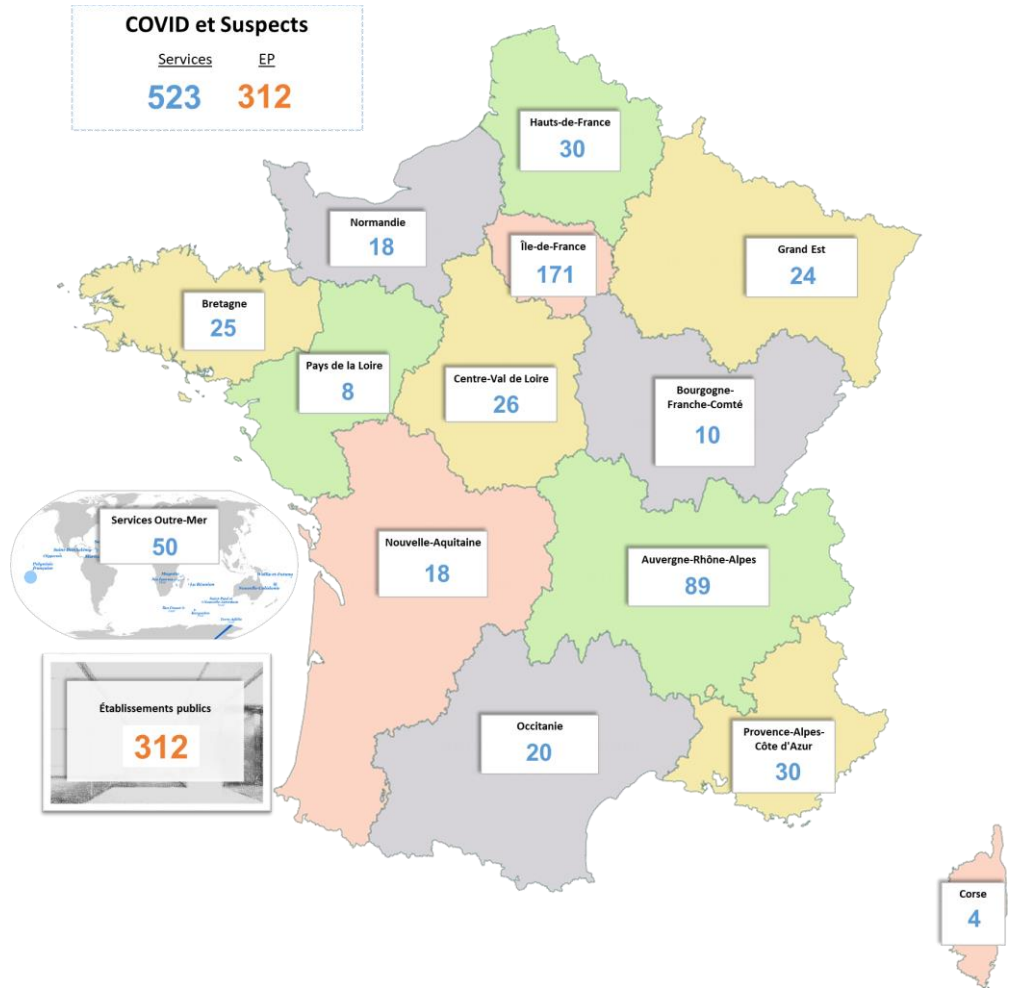 COVID et Suspects
Services EP
523 312
Hauts-de-France
30
Normandie
18
Île-de-France
171
Grand Est
24
Bretagne
25
Pays de la Loire
8
Centre-Val de Loire
26
Bourgogne-
Franche-Comté
10
Services Outre-Mer
50
La Réunion
Nouvelle-Aquitaine
18
Auvergne-Rhône-Alpes
89
Établissements publics
312
Occitanie
20
Provence-Alpes-
Côte d'Azur
30
Corse
4